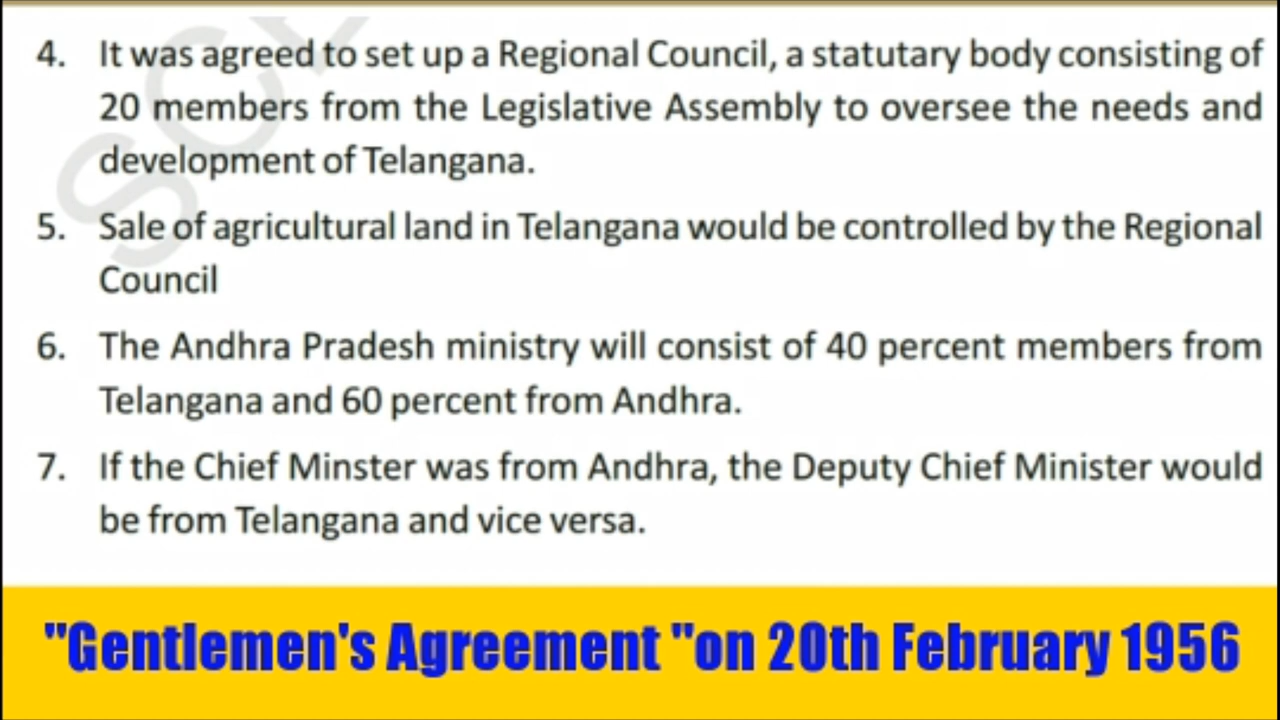 4. It was agreed to set up a Regional Council, a statutary body consisting of
20 members from the Legislative Assembly to oversee the needs and
development of Telangana.
5. Sale of agricultural land in Telangana would be controlled by the Regional
Council
6. The Andhra Pradesh ministry will consist of 40 percent members from
Telangana and 60 percent from Andhra.
7. If the Chief Minster was from Andhra, the Deputy Chief Minister would
be from Telangana and vice versa.
"Gentlemen's Agreement "on 20th February 1956